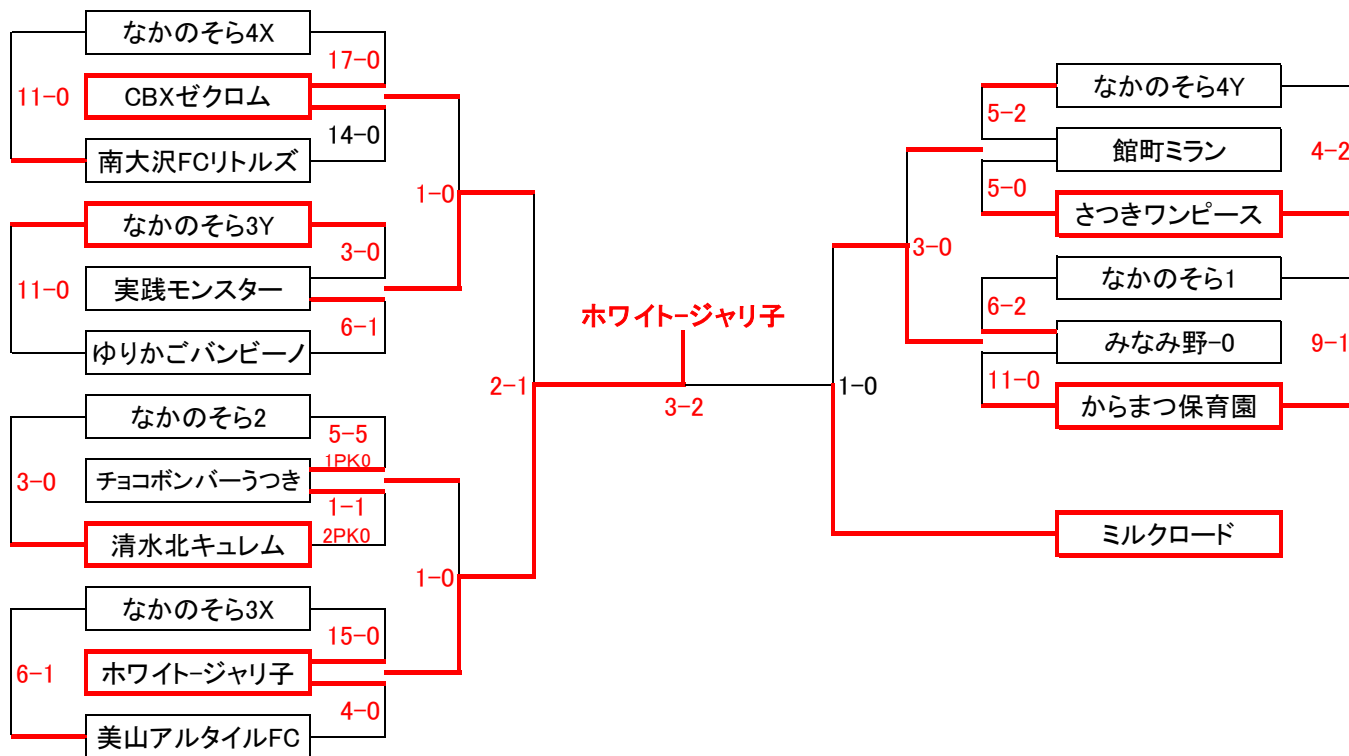 なかのそら4X
17-0
11-0
CBXゼクロム
14-0
南大沢FCリトルズ
1-0
なかのそら3Y
3-0
11-0
実践モンスター
6-1
ゆりかごバンビーノ
2-1
なかのそら2
5-5
1PK0
3-0
チョコボンバーうつき
1-1
2PK0
清水北キュレム
1-0
なかのそら3X
15-0
6-1
ホワイト-ジャリ子
4-0
美山アルタイルFC
ホワイト-ジャリ子
3-2
1-0
3-0
なかのそら4Y
5-2
館町ミラン
4-2
5-0
さつきワンピース
なかのそら1
6-2
みなみ野-0
9-1
11-0
からまつ保育園
ミルクロード